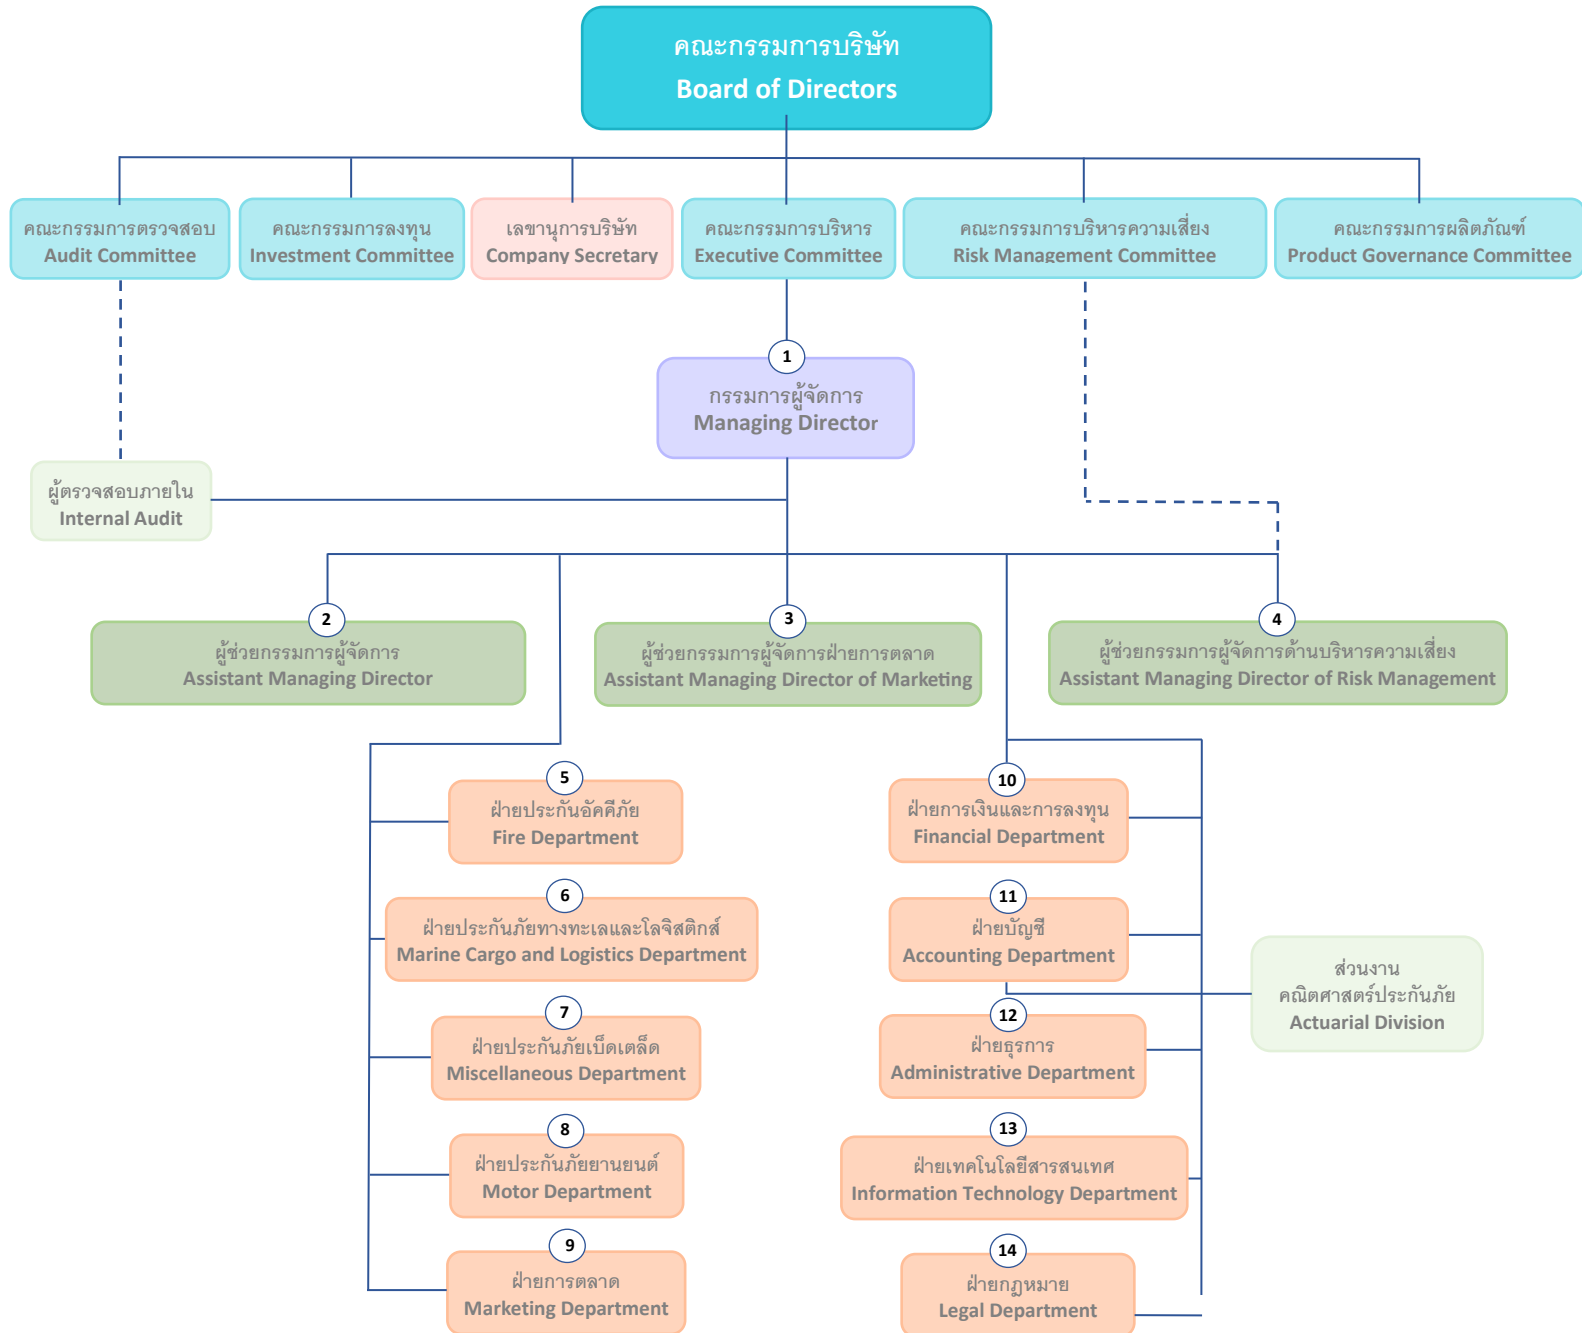 คณะกรรมการบริษัท
Board of Directors
คณะกรรมการตรวจสอบ
Audit Committee
คณะกรรมการลงทุน
Investment Committee
เลขานุการบริษัท
Company Secretary
คณะกรรมการบริหาร
Executive Committee
คณะกรรมการบริหารความเสี่ยง
Risk Management Committee
คณะกรรมการผลิตภัณฑ์
Product Governance Committee
1
กรรมการผู้จัดการ
Managing Director
ผู้ตรวจสอบภายใน
Internal Audit
2
ผู้ช่วยกรรมการผู้จัดการ
Assistant Managing Director
3
ผู้ช่วยกรรมการผู้จัดการฝ่ายการตลาด
Assistant Managing Director of Marketing
4
ผู้ช่วยกรรมการผู้จัดการด้านบริหารความเสี่ยง
Assistant Managing Director of Risk Management
5
ฝ่ายประกันอัคคีภัย
Fire Department
6
ฝ่ายประกันภัยทางทะเลและโลจิสติกส์
Marine Cargo and Logistics Department
7
ฝ่ายประกันภัยเบ็ดเตล็ด
Miscellaneous Department
8
ฝ่ายประกันภัยยานยนต์
Motor Department
9
ฝ่ายการตลาด
Marketing Department
10
ฝ่ายการเงินและการลงทุน
Financial Department
11
ฝ่ายบัญชี
Accounting Department
ส่วนงาน
คณิตศาสตร์ประกันภัย
Actuarial Division
12
ฝ่ายธุรการ
Administrative Department
13
ฝ่ายเทคโนโลยีสารสนเทศ
Information Technology Department
14
ฝ่ายกฎหมาย
Legal Department